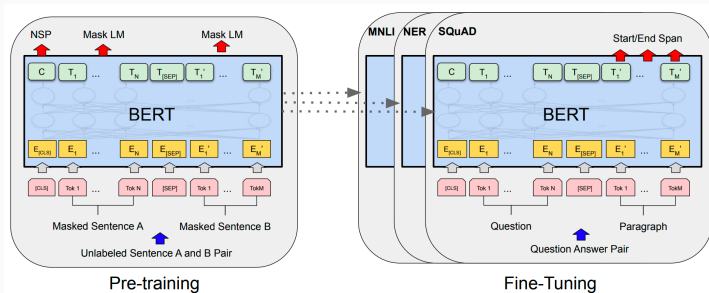 NSP Mask LM Mask LM
C T1 ... TN T[SEP] T1' ... TM'
BERT
E[CLS] E1 ... EN E[SEP] E1' ... EM'
[CLS] Tok 1 ... Tok N [SEP] Tok 1 ... TokM
Masked Sentence A Masked Sentence B
Unlabeled Sentence A and B Pair
Pre-training
MNLI NER SQuAD
Start/End Span
C T1 ... TN T[SEP] T1' ... TM'
BERT
E[CLS] E1 ... EN E[SEP] E1' ... EM'
[CLS] Tok 1 ... Tok N [SEP] Tok 1 ... TokM
Question Paragraph
Question Answer Pair
Fine-Tuning